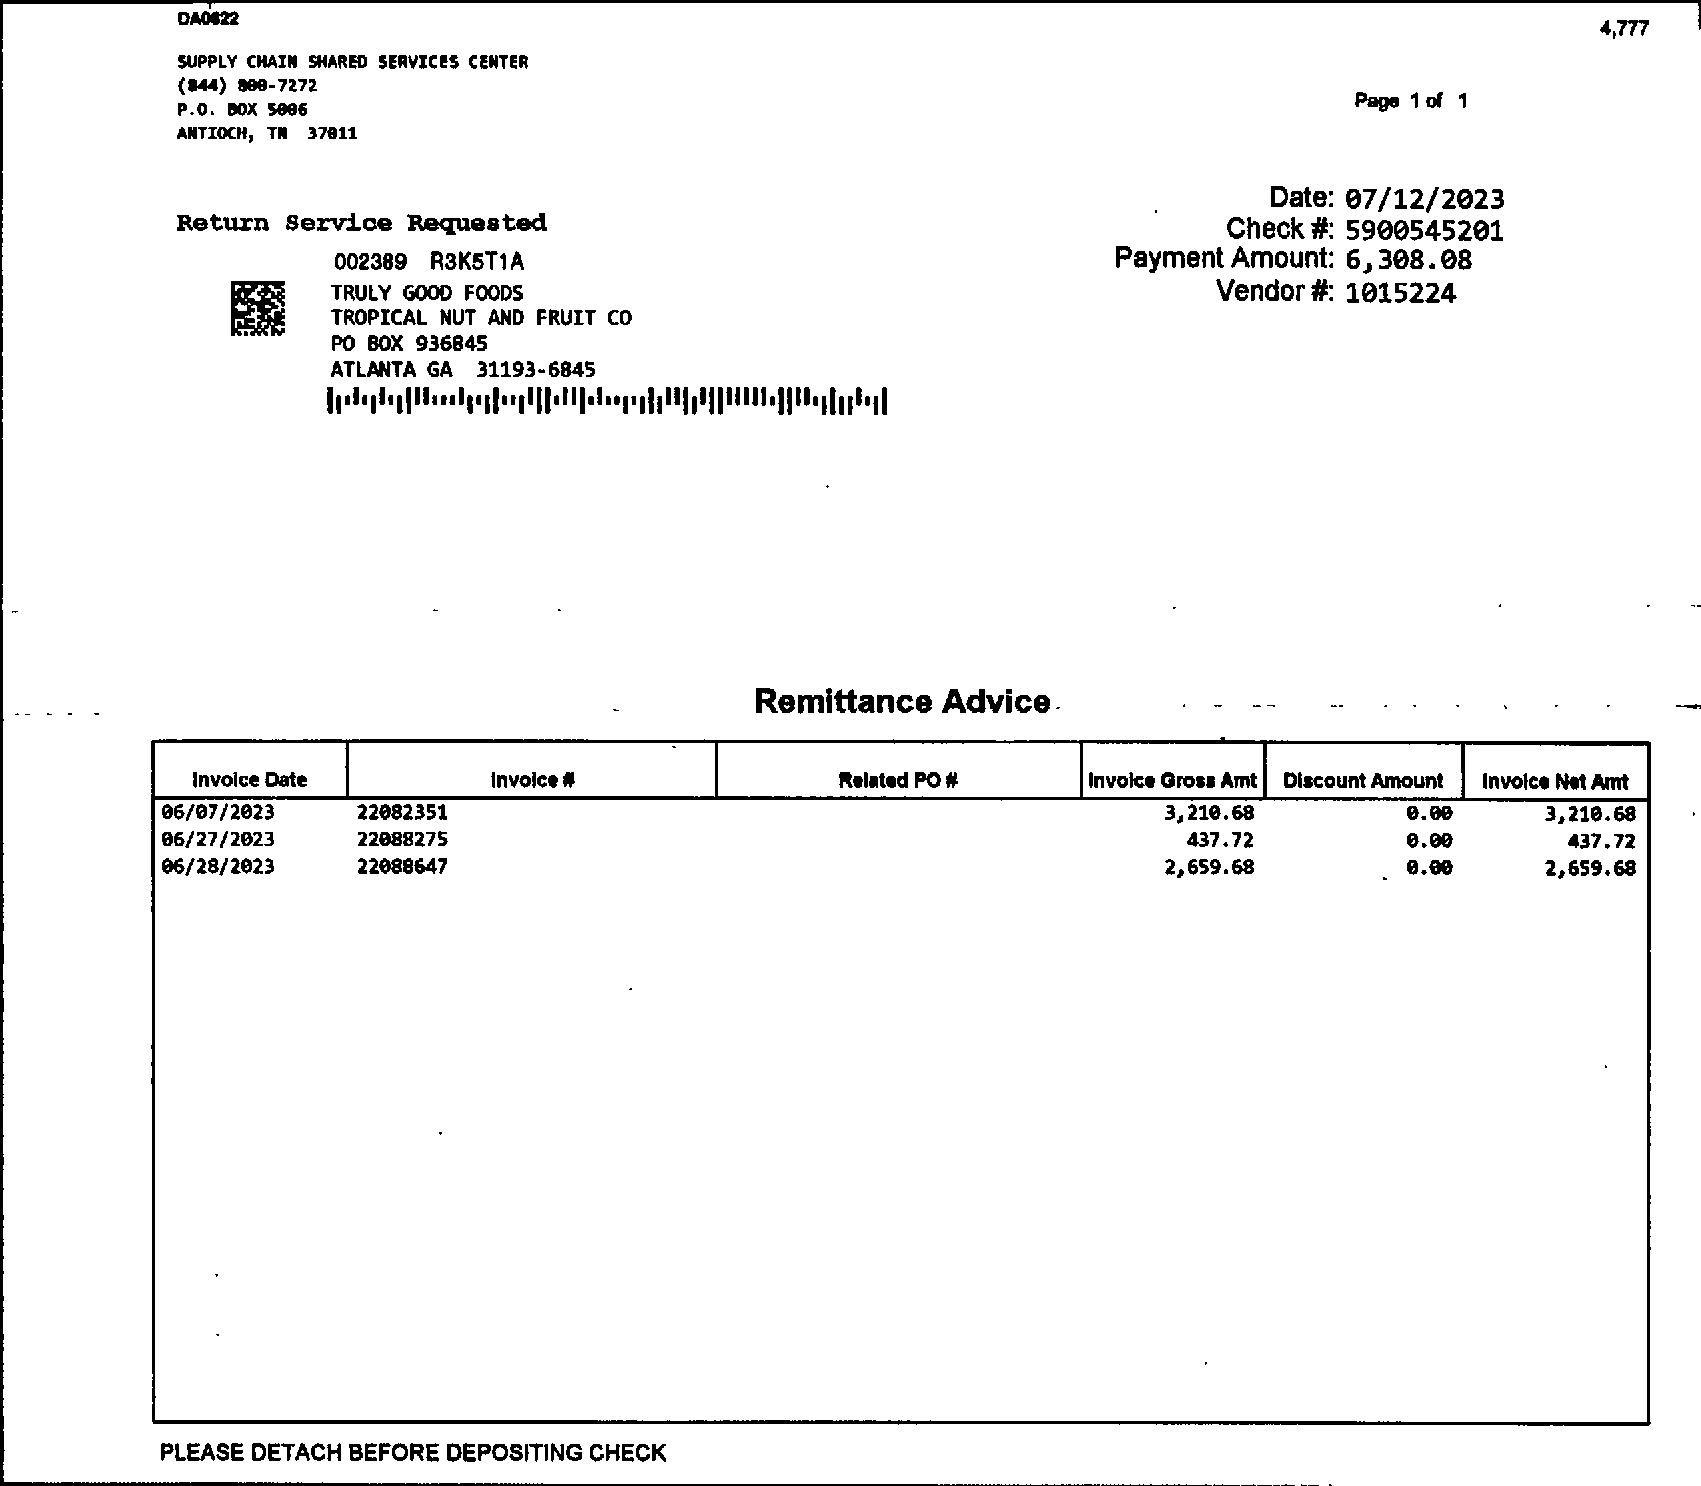 DA0622
4,777
SUPPLY CHAIN SHARED SERVICES CENTER
(844) 800-7272
P.O. BOX 5006
ANTIOCH, TN 37011
Page 1 of 1
Date: 07/12/2023
Check #: 5900545201
Payment Amount: 6,308.08
Vendor #: 1015224
Return Service Requested
002389 R3K5T1A
TRULY GOOD FOODS
TROPICAL NUT AND FRUIT CO
PO BOX 936845
ATLANTA GA 31193-6845
Remittance Advice
Invoice Date Invoice # Related PO # Invoice Gross Amt Discount Amount Invoice Net Amt
06/07/2023 22082351 3,210.68 0.00 3,210.68
06/27/2023 22088275 437.72 0.00 437.72
06/28/2023 22088647 2,659.68 0.00 2,659.68
PLEASE DETACH BEFORE DEPOSITING CHECK